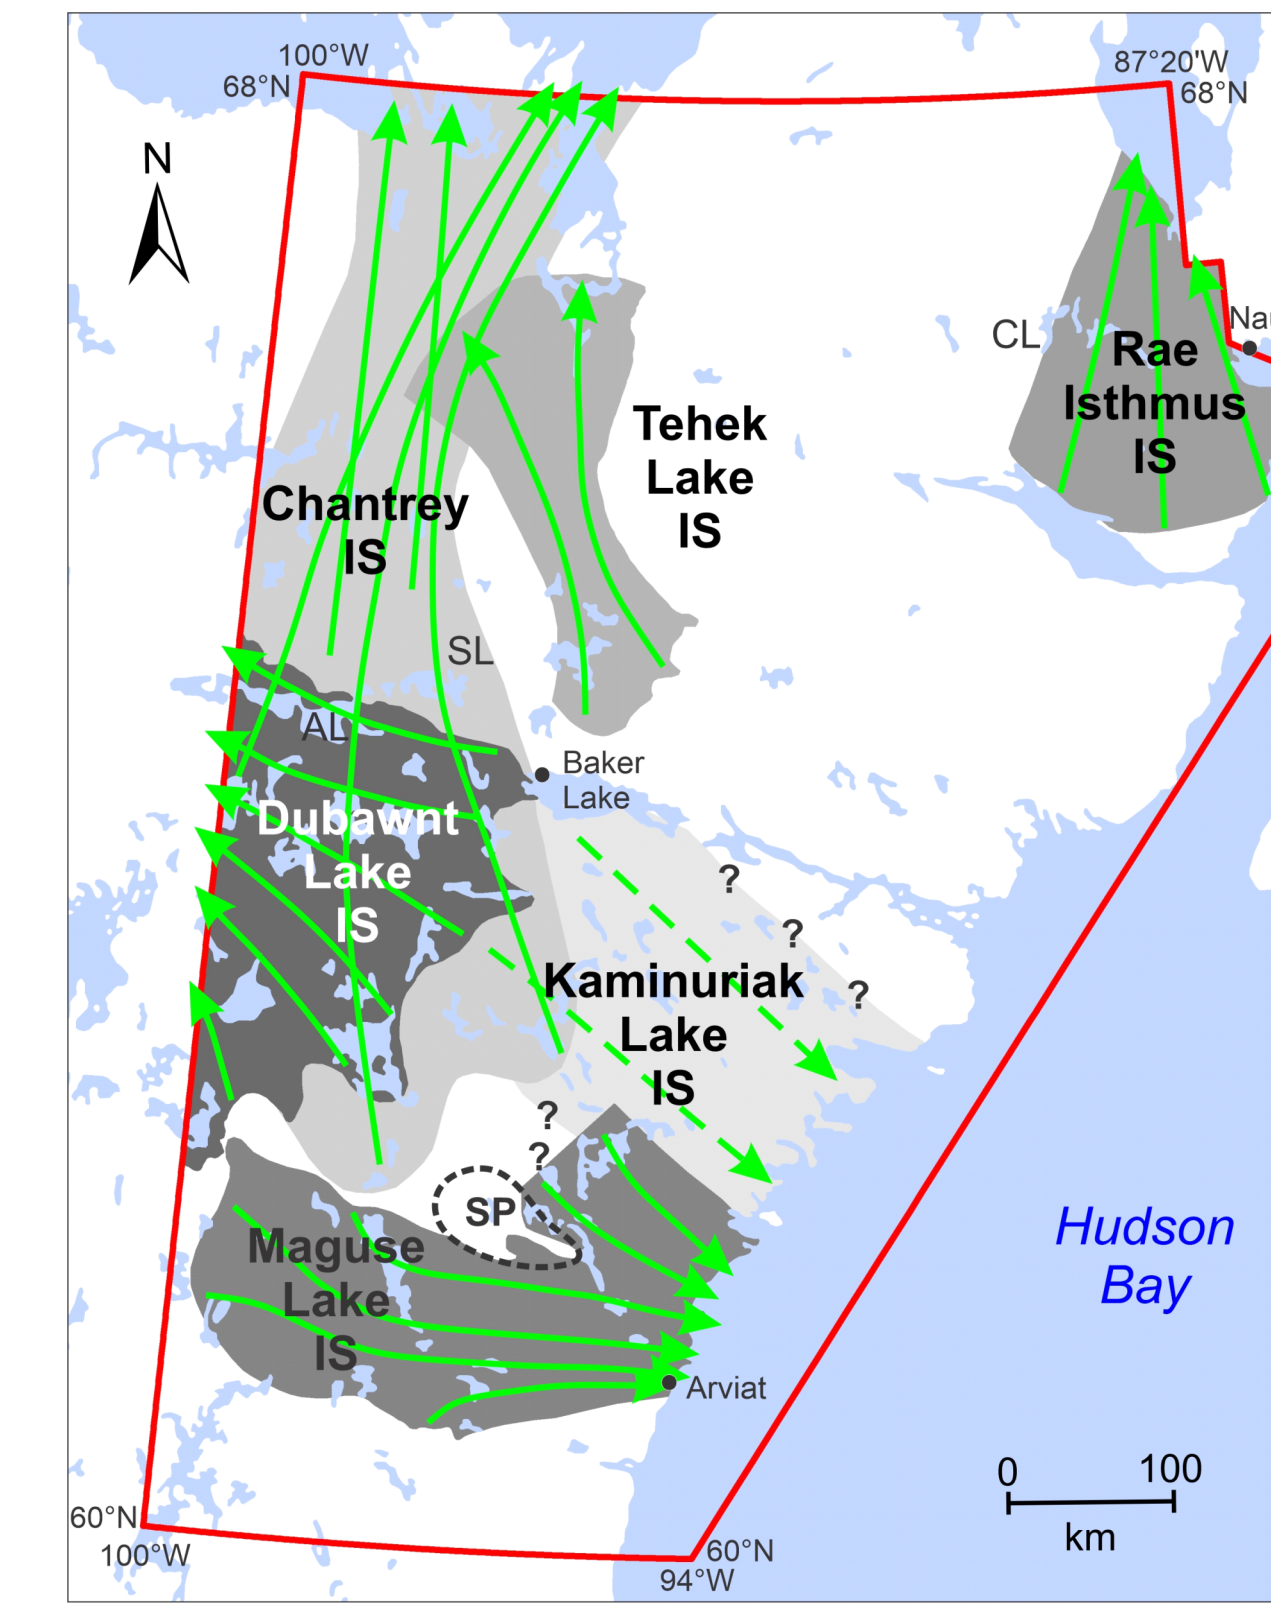 100°W
68°N
87°20'W
68°N
N
CL
Rae
Isthmus
IS
Tehek
Lake
IS
Chantrey
IS
SL
AL
Baker
Lake
Dubawnt
Lake
IS
?
?
?
Kaminuriak
Lake
IS
?
?
SP
Maguse
Lake
IS
Hudson
Bay
Arviat
0 100
km
60°N
100°W
60°N
94°W